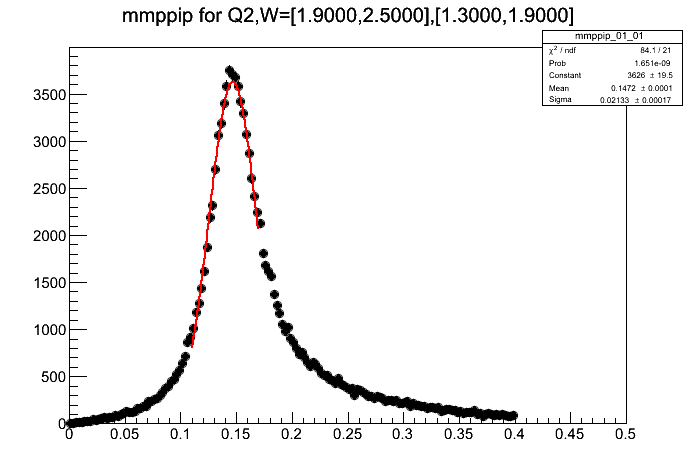 mmppip for Q2,W=[1.9000,2.5000],[1.3000,1.9000]
mmppip_01_01
χ² / ndf 84.1 / 21
Prob 1.651e-09
Constant 3626 ± 19.5
Mean 0.1472 ± 0.0001
Sigma 0.02133 ± 0.00017
3500
3000
2500
2000
1500
1000
500
0
0 0.05 0.1 0.15 0.2 0.25 0.3 0.35 0.4 0.45 0.5